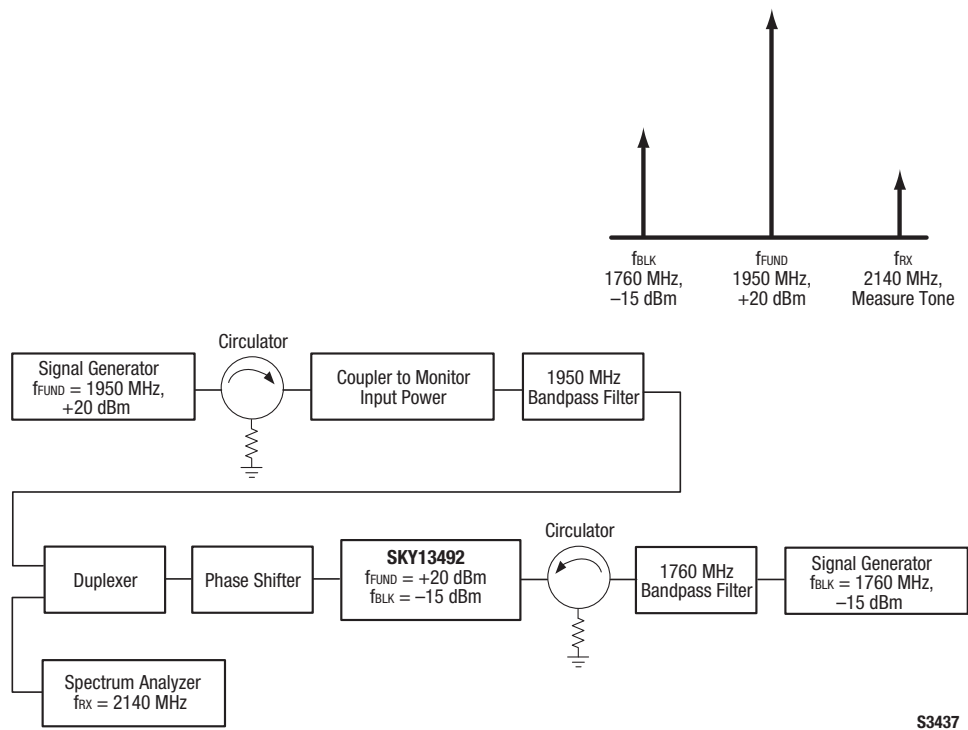 fBLK
1760 MHz,
–15 dBm
fFUND
1950 MHz,
+20 dBm
fRX
2140 MHz,
Measure Tone
Signal Generator
fFUND = 1950 MHz,
+20 dBm
Circulator
Coupler to Monitor
Input Power
1950 MHz
Bandpass Filter
Duplexer
Phase Shifter
SKY13492
fFUND = +20 dBm
fBLK = –15 dBm
Circulator
1760 MHz
Bandpass Filter
Signal Generator
fBLK = 1760 MHz,
–15 dBm
Spectrum Analyzer
fRX = 2140 MHz
S3437